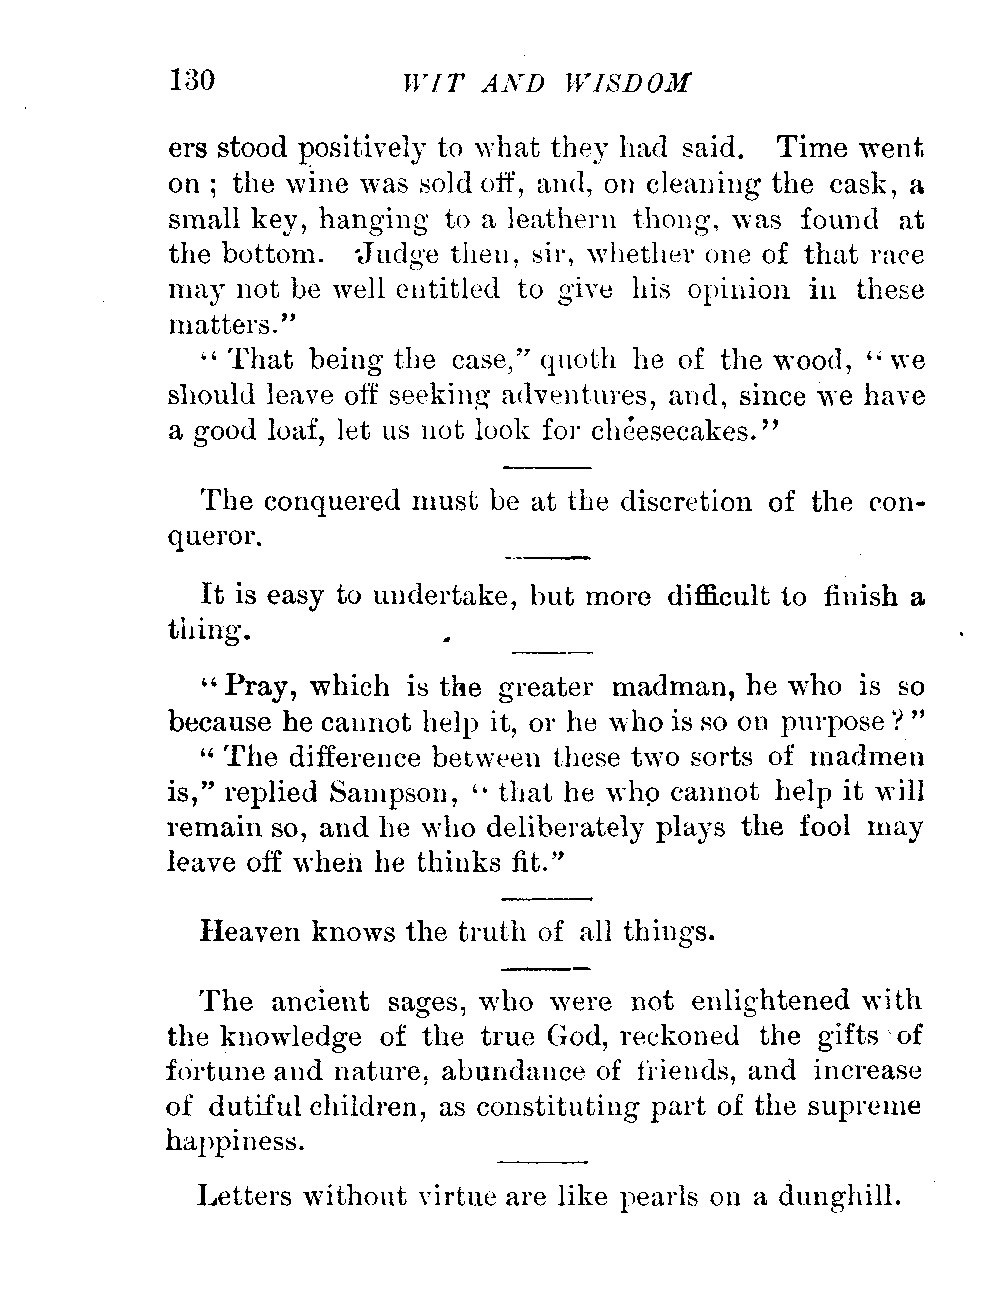 130 WIT AND WISDOM
ers stood positively to what they had said. Time went
on ; the wine was sold off, and, on cleaning the cask, a
small key, hanging to a leathern thong, was found at
the bottom. Judge then, sir, whether one of that race
may not be well entitled to give his opinion in these
matters."
"That being the case," quoth he of the wood, "we
should leave off seeking adventures, and, since we have
a good loaf, let us not look for cheesecakes."
The conquered must be at the discretion of the con-
queror.
It is easy to undertake, but more difficult to finish a
thing.
"Pray, which is the greater madman, he who is so
because he cannot help it, or he who is so on purpose?"
"The difference between these two sorts of madmen
is," replied Sampson, "that he who cannot help it will
remain so, and he who deliberately plays the fool may
leave off when he thinks fit."
Heaven knows the truth of all things.
The ancient sages, who were not enlightened with
the knowledge of the true God, reckoned the gifts of
fortune and nature, abundance of friends, and increase
of dutiful children, as constituting part of the supreme
happiness.
Letters without virtue are like pearls on a dunghill.